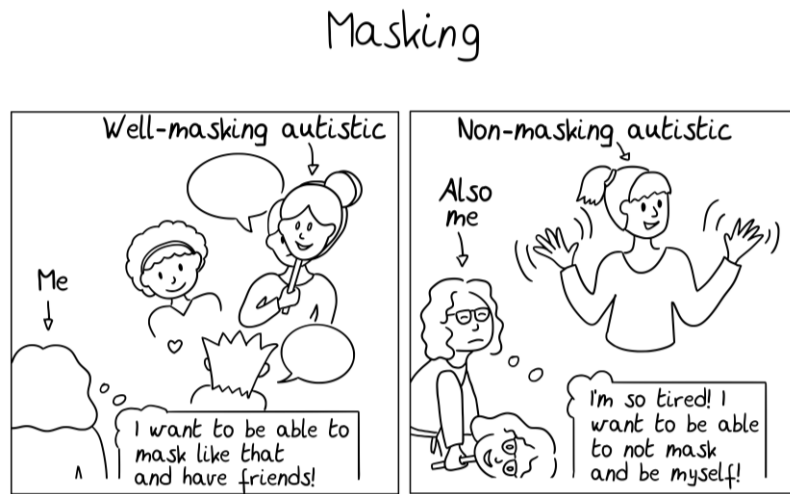 Masking
Well-masking autistic
Me
I want to be able to
mask like that
and have friends!
Non-masking autistic
Also
me
I'm so tired! I
want to be able
to not mask
and be myself!